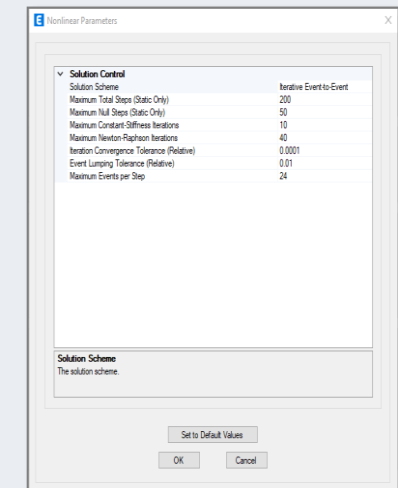 E Nonlinear Parameters X
Solution Control
Solution Scheme Iterative Event-to-Event
Maximum Total Steps (Static Only) 200
Maximum Null Steps (Static Only) 50
Maximum Constant-Stiffness Iterations 10
Maximum Newton-Raphson Iterations 40
Iteration Convergence Tolerance (Relative) 0.0001
Event Lumping Tolerance (Relative) 0.01
Maximum Events per Step 24
Solution Scheme
The solution scheme.
Set to Default Values
OK Cancel